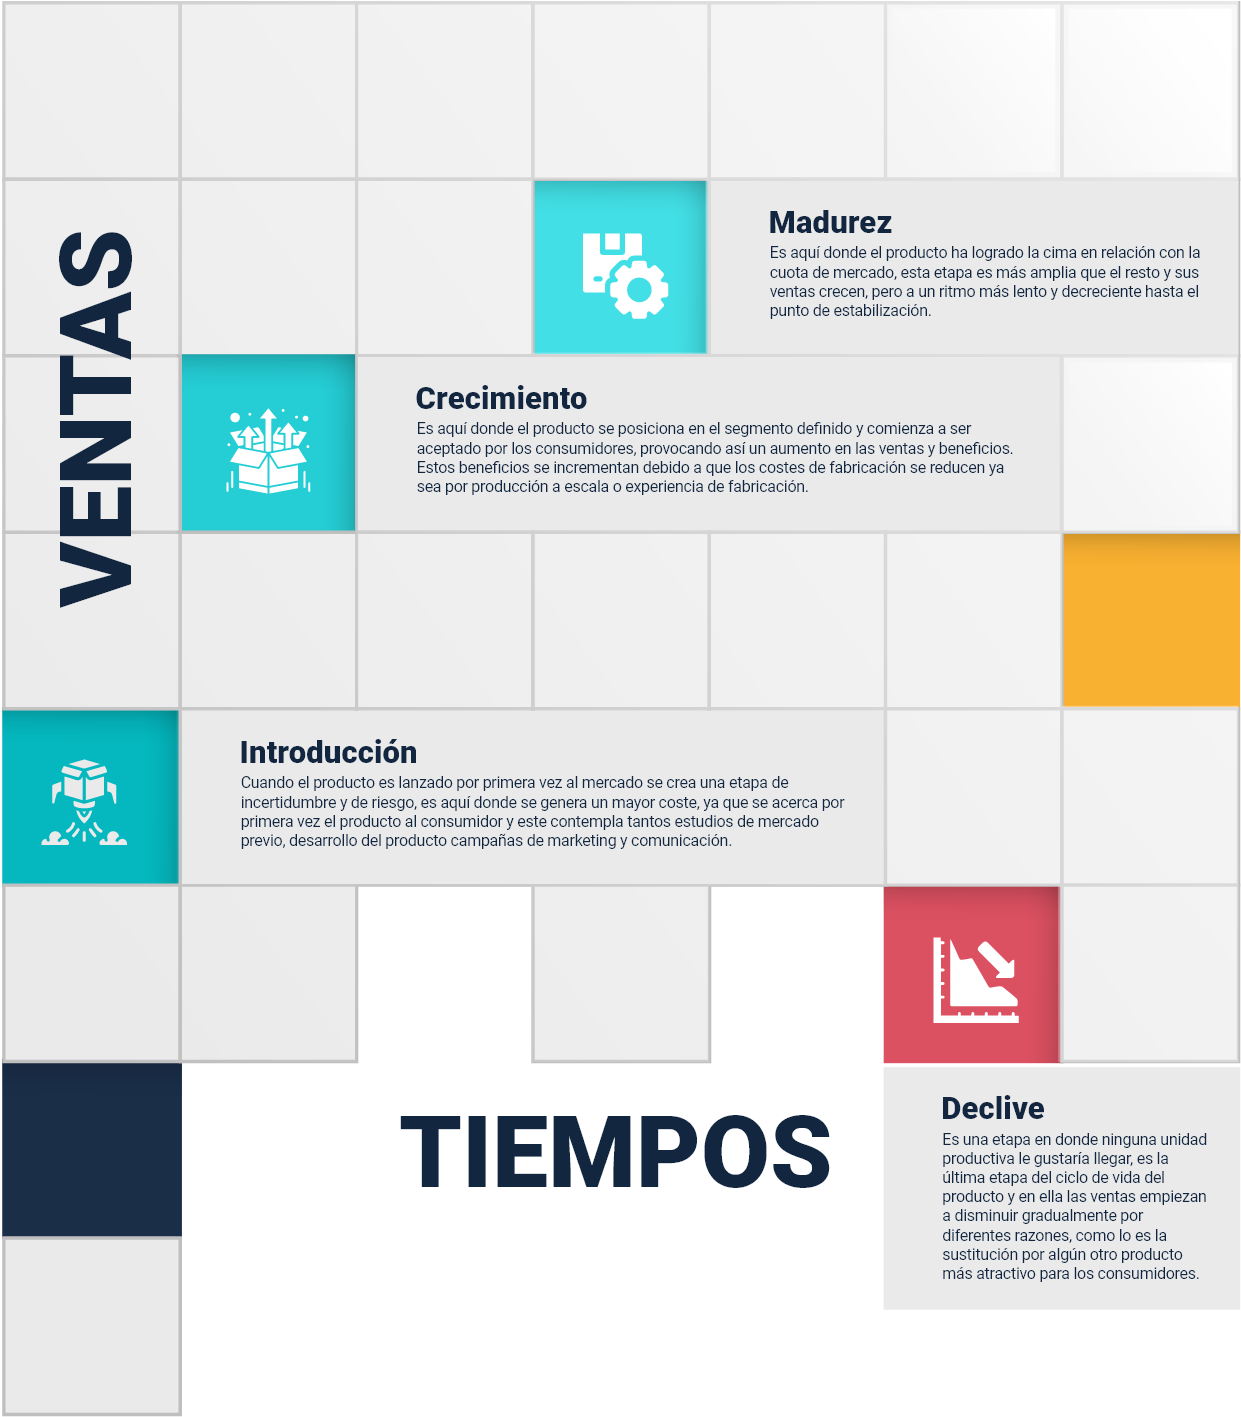 VENTAS
Madurez
Es aquí donde el producto ha logrado la cima en relación con la
cuota de mercado, esta etapa es más amplia que el resto y sus
ventas crecen, pero a un ritmo más lento y decreciente hasta el
punto de estabilización.
Crecimiento
Es aquí donde el producto se posiciona en el segmento definido y comienza a ser
aceptado por los consumidores, provocando así un aumento en las ventas y beneficios.
Estos beneficios se incrementan debido a que los costes de fabricación se reducen ya
sea por producción a escala o experiencia de fabricación.
Introducción
Cuando el producto es lanzado por primera vez al mercado se crea una etapa de
incertidumbre y de riesgo, es aquí donde se genera un mayor coste, ya que se acerca por
primera vez el producto al consumidor y este contempla tantos estudios de mercado
previo, desarrollo del producto campañas de marketing y comunicación.
TIEMPOS
Declive
Es una etapa en donde ninguna unidad
productiva le gustaría llegar, es la
última etapa del ciclo de vida del
producto y en ella las ventas empiezan
a disminuir gradualmente por
diferentes razones, como lo es la
sustitución por algún otro producto
más atractivo para los consumidores.